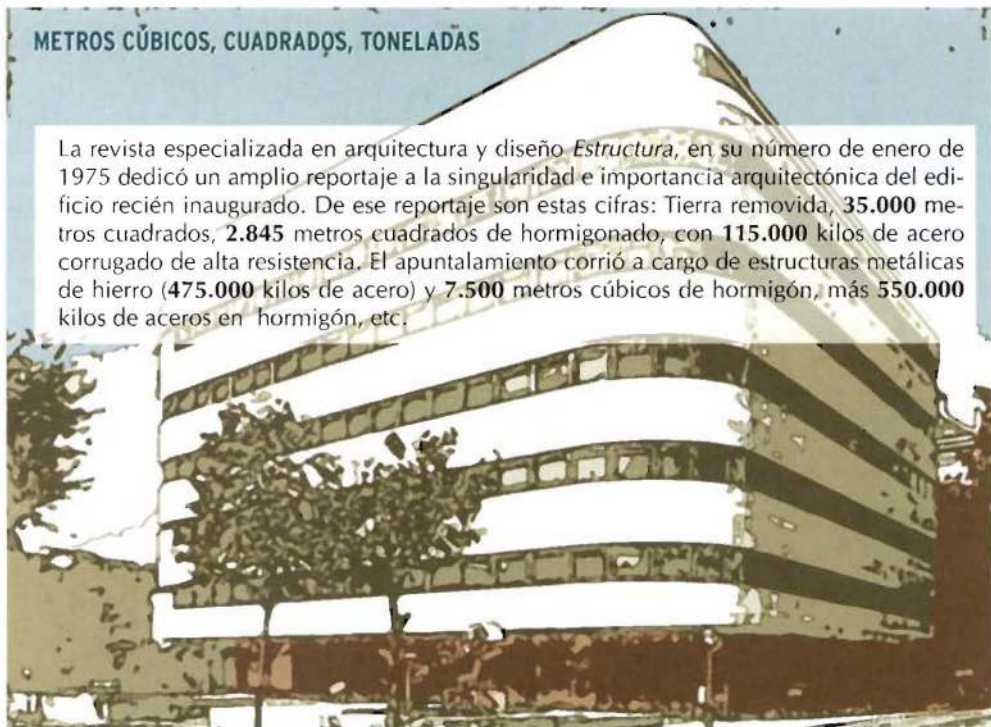 METROS CÚBICOS, CUADRADOS, TONELADAS
La revista especializada en arquitectura y diseño Estructura, en su número de enero de
1975 dedicó un amplio reportaje a la singularidad e importancia arquitectónica del edi-
ficio recién inaugurado. De ese reportaje son estas cifras: Tierra removida, 35.000 me-
tros cuadrados, 2.845 metros cuadrados de hormigonado, con 115.000 kilos de acero
corrugado de alta resistencia. El apuntalamiento corrió a cargo de estructuras metálicas
de hierro (475.000 kilos de acero) y 7.500 metros cúbicos de hormigón, más 550.000
kilos de aceros en hormigón, etc.